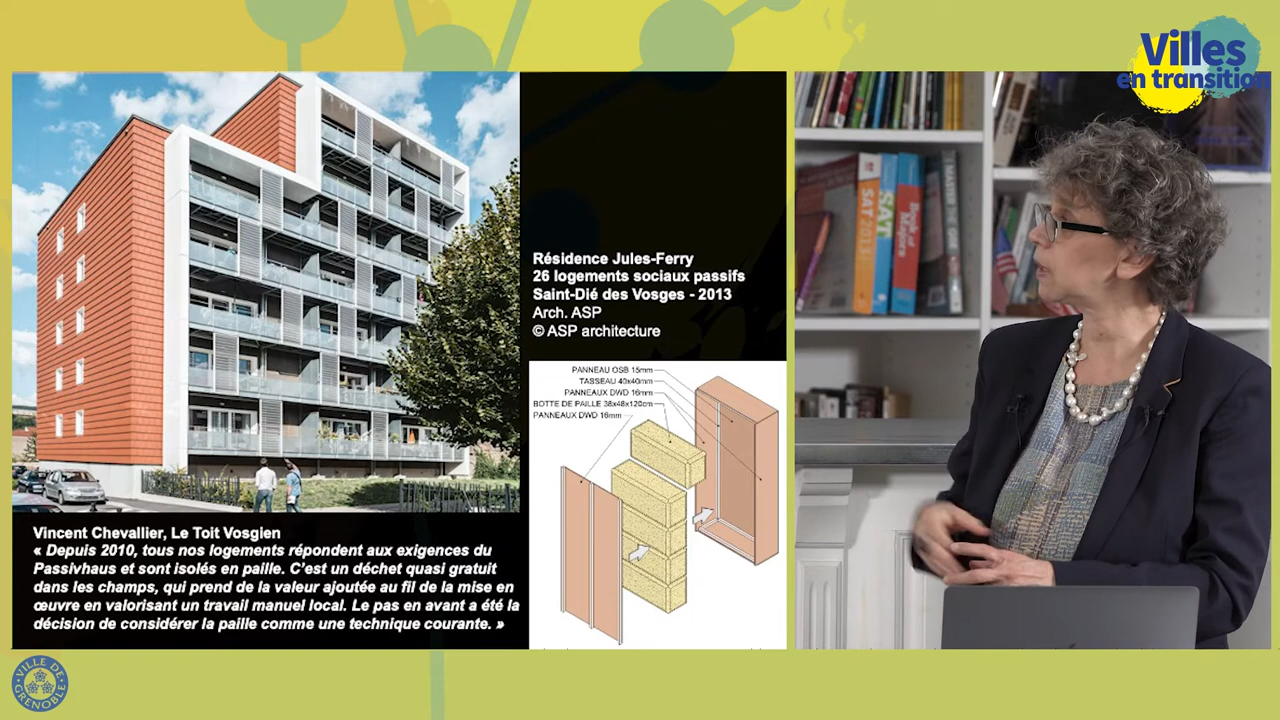 Villes
en transition
Résidence Jules-Ferry
26 logements sociaux passifs
Saint-Dié des Vosges - 2013
Arch. ASP
© ASP architecture
PANNEAU OSB 15mm
TASSEAU 40x40mm
PANNEAUX DWD 16mm
BOTTE DE PAILLE 38x48x120cm
PANNEAUX DWD 16mm
Vincent Chevallier, Le Toit Vosgien
« Depuis 2010, tous nos logements répondent aux exigences du
Passivhaus et sont isolés en paille. C'est un déchet quasi gratuit
dans les champs, qui prend de la valeur ajoutée au fil de la mise en
œuvre en valorisant un travail manuel local. Le pas en avant a été la
décision de considérer la paille comme une technique courante. »
SAT
Book of
Majors
VILLE DE
GRENOBLE